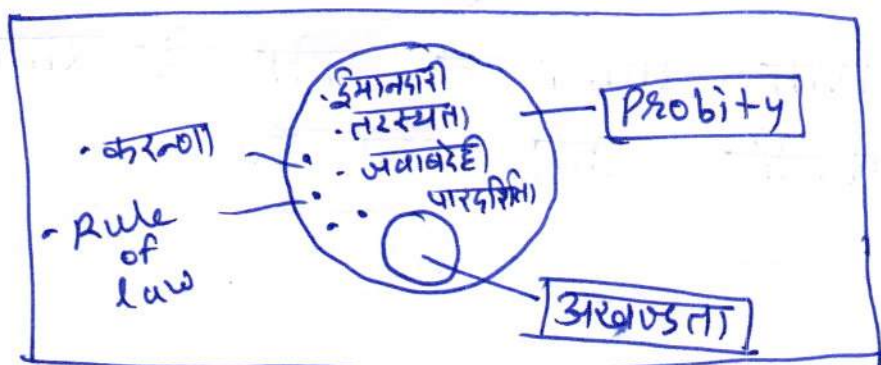 · ईमानदारी
· तटस्थता
· जवाबदेही
पारदर्शिता
Probity
· करूणा
· Rule
of
law
अखण्डता